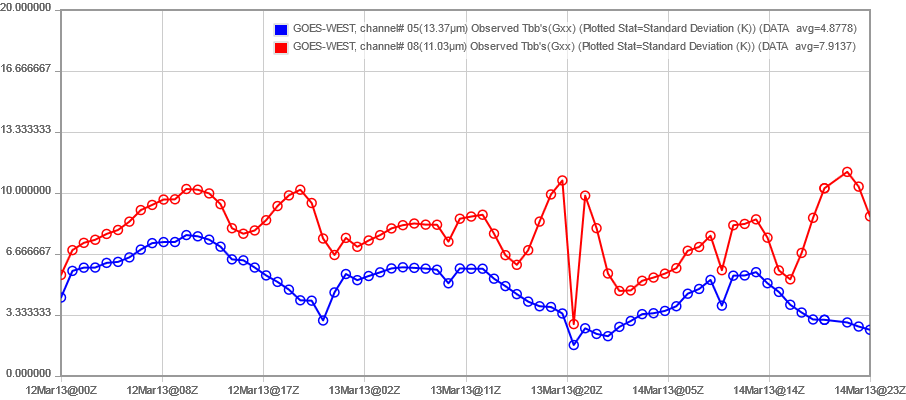 20.000000
GOES-WEST, channel# 05(13.37µm) Observed Tbb's(Gxx) (Plotted Stat=Standard Deviation (K)) (DATA avg=4.8778)
GOES-WEST, channel# 08(11.03µm) Observed Tbb's(Gxx) (Plotted Stat=Standard Deviation (K)) (DATA avg=7.9137)
16.666667
13.333333
10.000000
6.666667
3.333333
0.000000
12Mar13@00Z 12Mar13@08Z 12Mar13@17Z 13Mar13@02Z 13Mar13@11Z 13Mar13@20Z 14Mar13@05Z 14Mar13@14Z 14Mar13@23Z